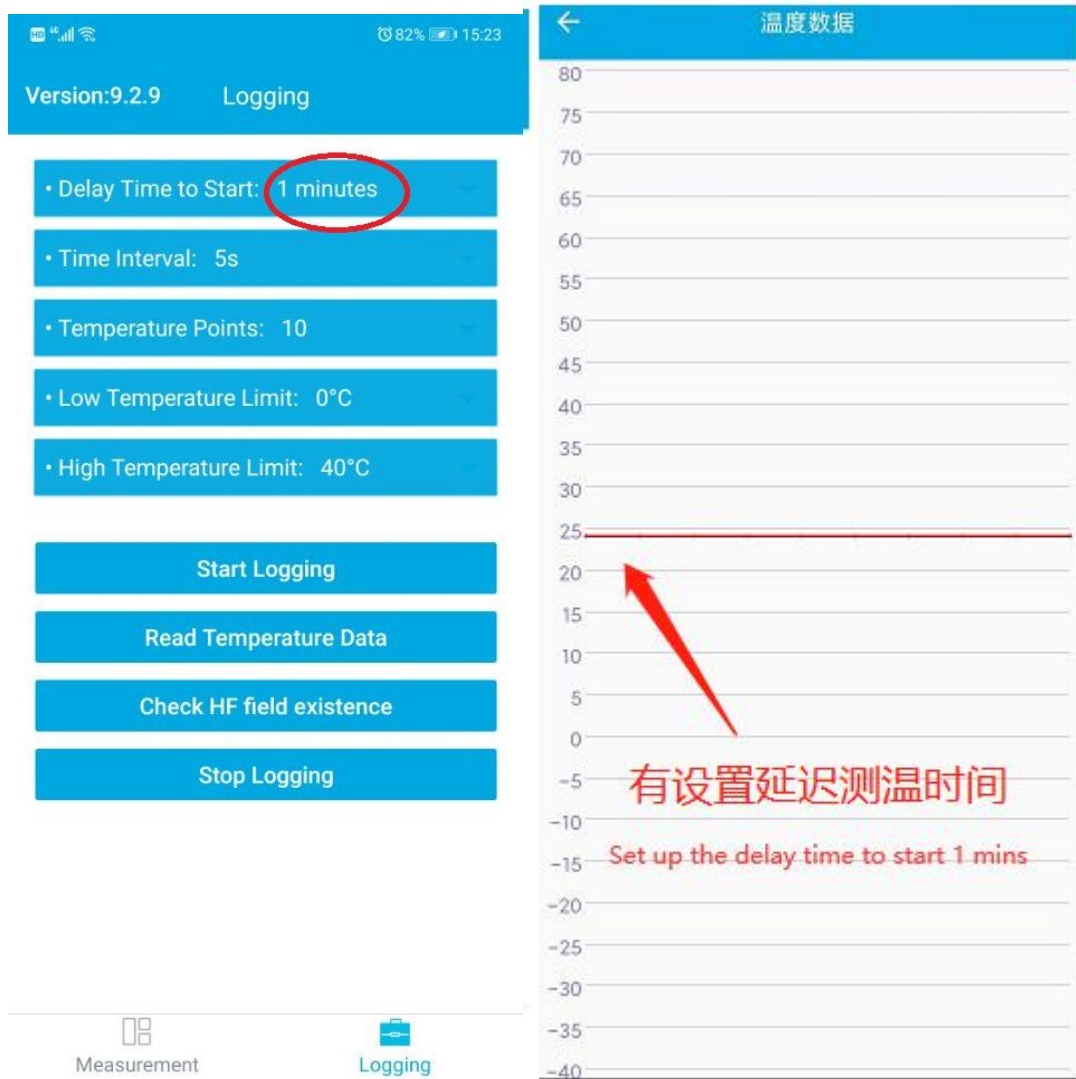 HD 4G 82% 15:23
Version:9.2.9 Logging
• Delay Time to Start: 1 minutes
• Time Interval: 5s
• Temperature Points: 10
• Low Temperature Limit: 0°C
• High Temperature Limit: 40°C
Start Logging
Read Temperature Data
Check HF field existence
Stop Logging
Measurement
Logging
温度数据
80
75
70
65
60
55
50
45
40
35
30
25
20
15
10
5
0
-5
有设置延迟测温时间
-10
-15
Set up the delay time to start 1 mins
-20
-25
-30
-35
-40